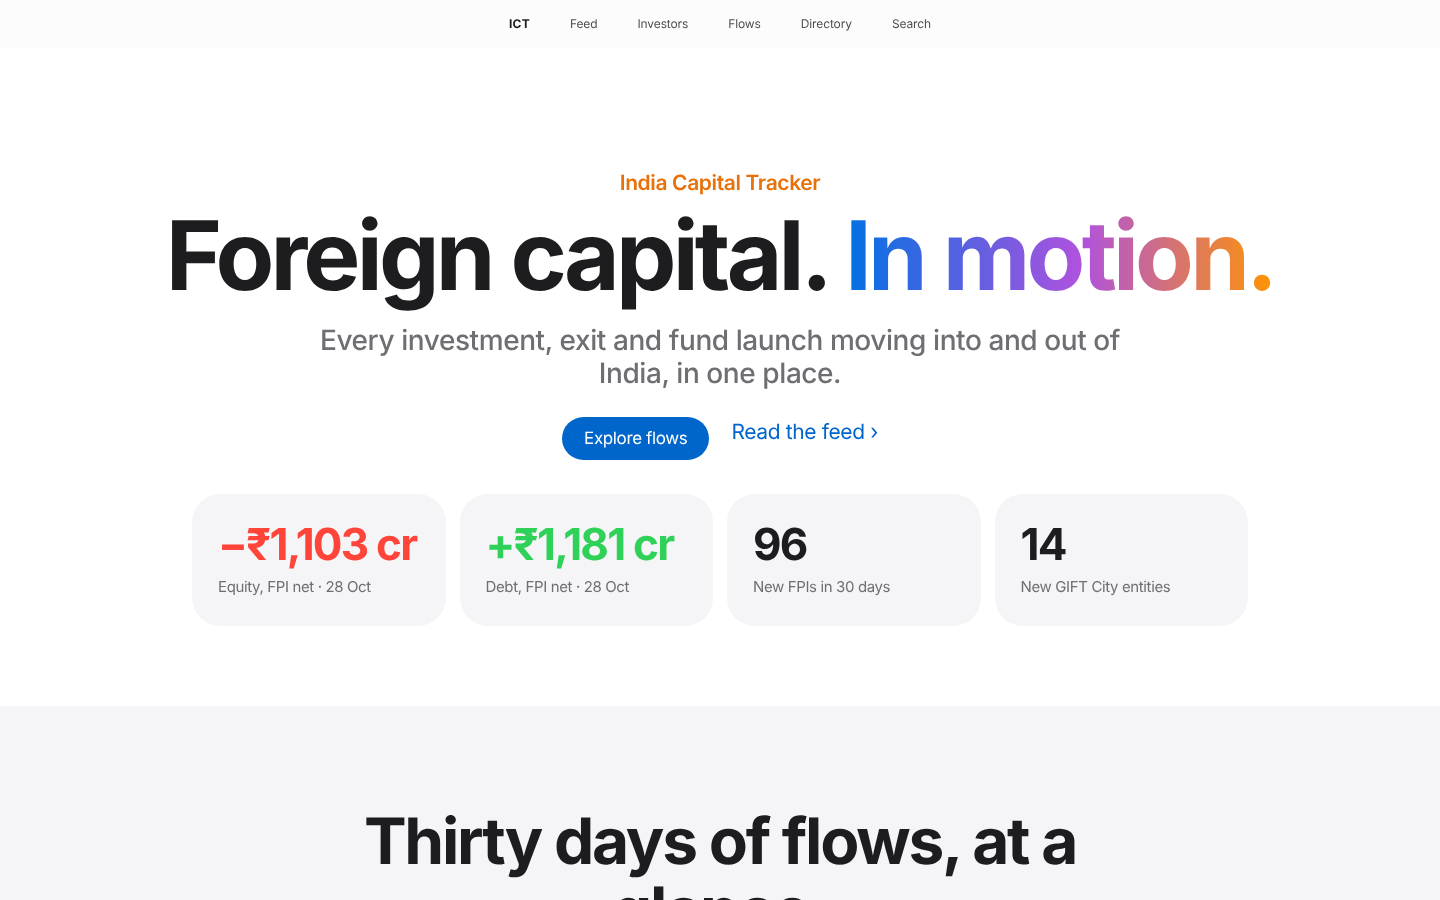 ICT Feed Investors Flows Directory Search
India Capital Tracker
Foreign capital. In motion.
Every investment, exit and fund launch moving into and out of
India, in one place.
Explore flows Read the feed ›
−₹1,103 cr
Equity, FPI net · 28 Oct
+₹1,181 cr
Debt, FPI net · 28 Oct
96
New FPIs in 30 days
14
New GIFT City entities
Thirty days of flows, at a